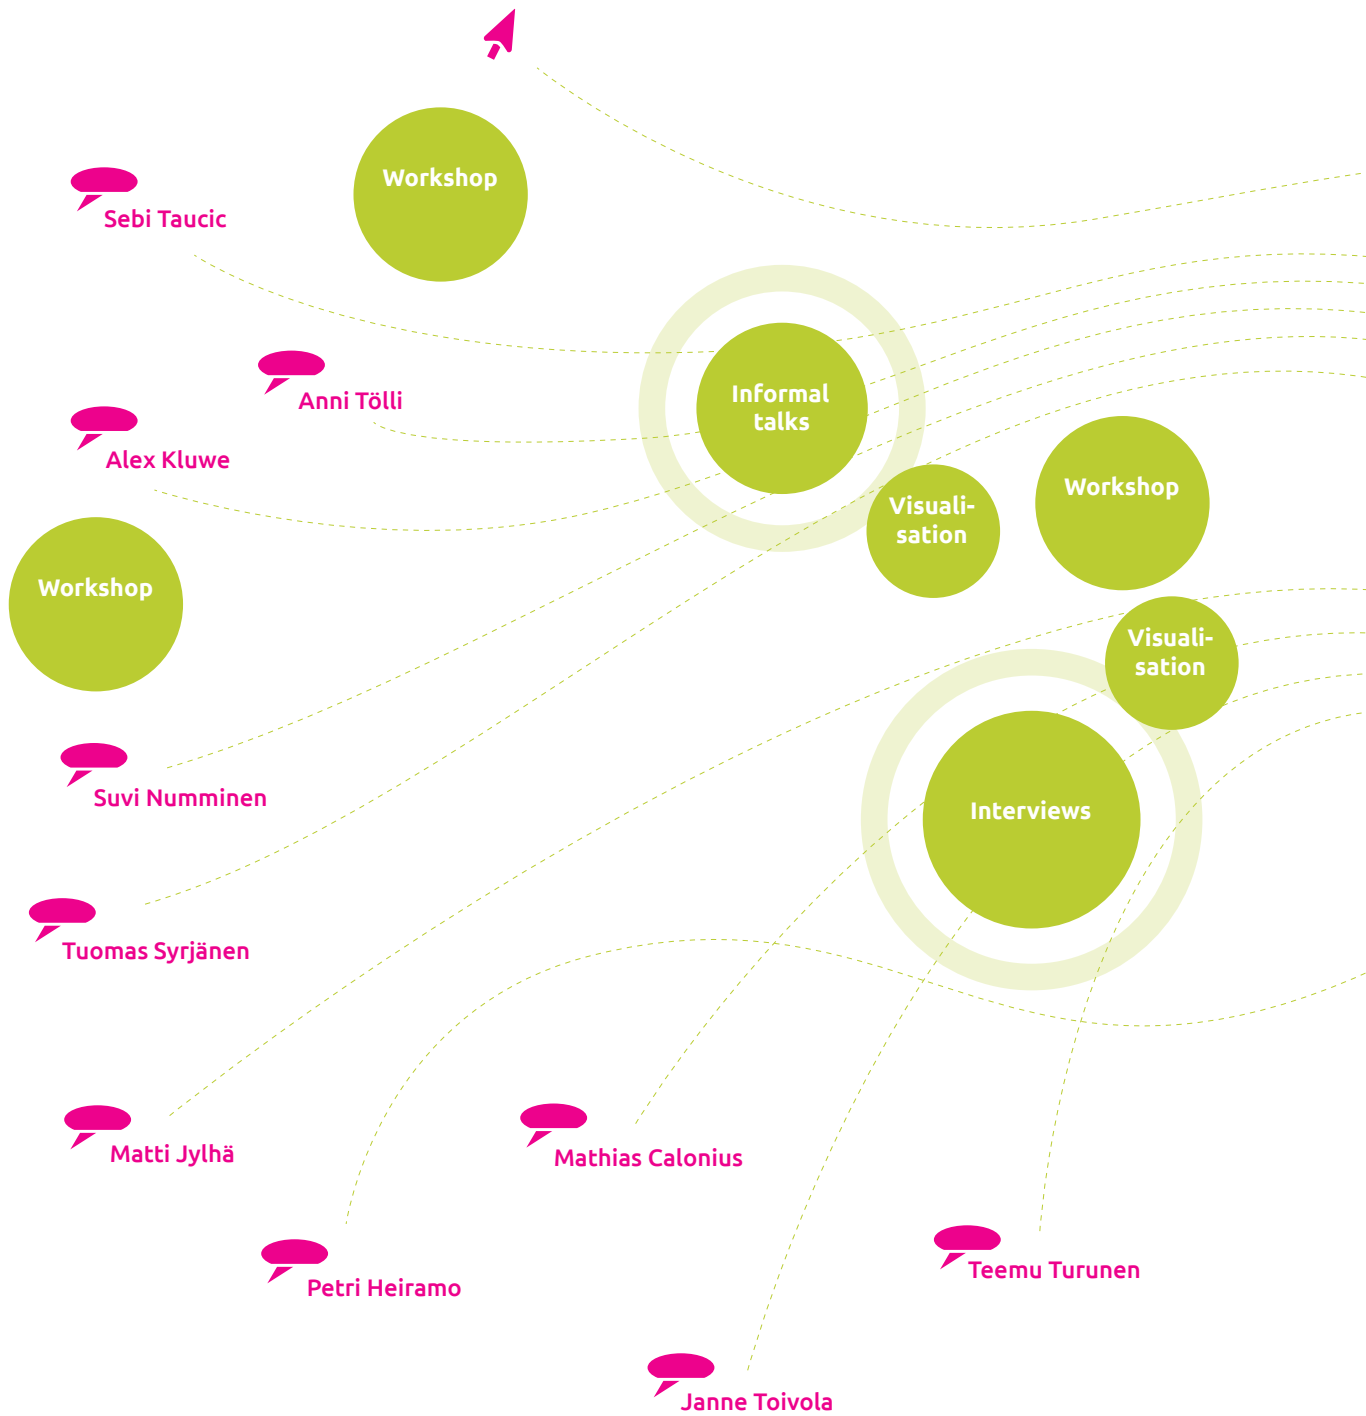 Workshop
Sebi Taucic
Anni Tölli
Informal
talks
Alex Kluwe
Workshop
Visuali-
sation
Workshop
Visuali-
sation
Suvi Numminen
Interviews
Tuomas Syrjänen
Matti Jylhä
Mathias Calonius
Petri Heiramo
Teemu Turunen
Janne Toivola